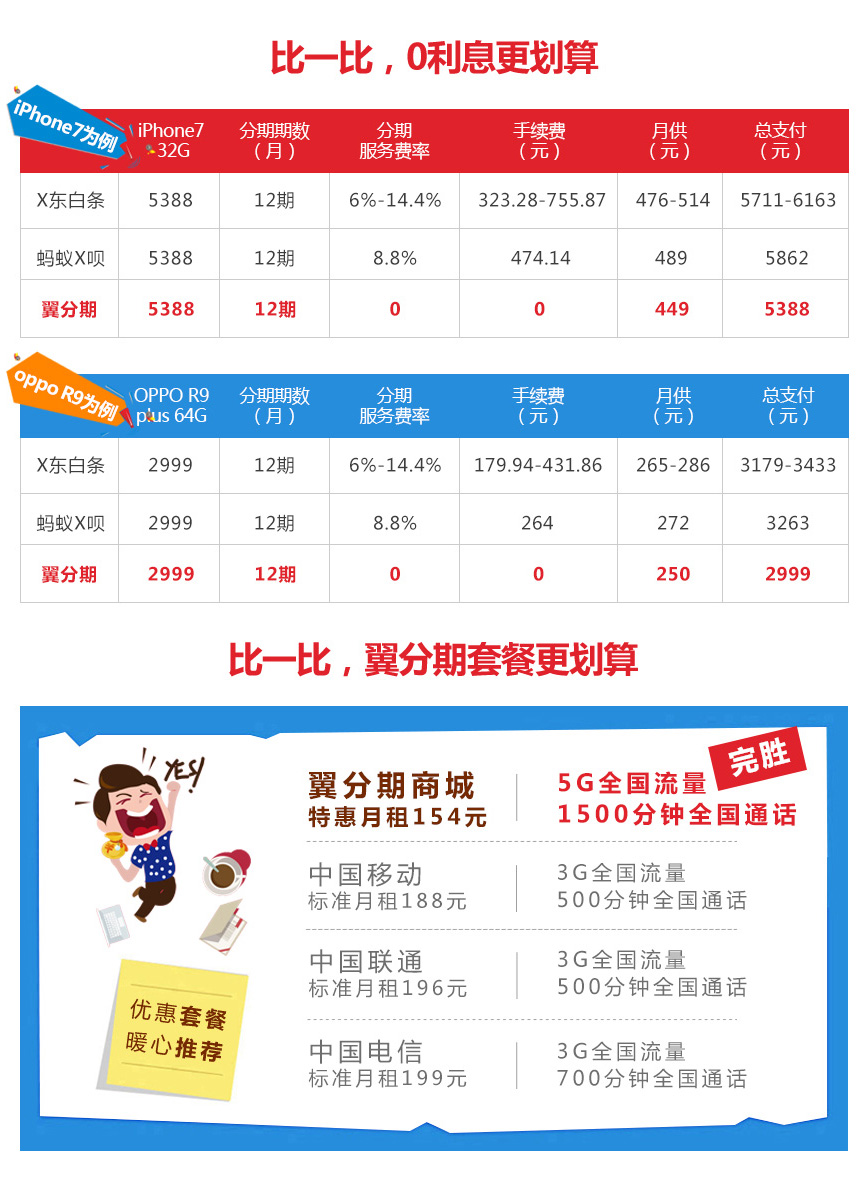 比一比，0利息更划算
iPhone7为例
iPhone7 32G 分期期数（月） 分期服务费率 手续费（元） 月供（元） 总支付（元）
X东白条 5388 12期 6%-14.4% 323.28-755.87 476-514 5711-6163
蚂蚁X呗 5388 12期 8.8% 474.14 489 5862
翼分期 5388 12期 0 0 449 5388
oppo R9为例
OPPO R9 plus 64G 分期期数（月） 分期服务费率 手续费（元） 月供（元） 总支付（元）
X东白条 2999 12期 6%-14.4% 179.94-431.86 265-286 3179-3433
蚂蚁X呗 2999 12期 8.8% 264 272 3263
翼分期 2999 12期 0 0 250 2999
比一比，翼分期套餐更划算
YES!
完胜
翼分期商城 5G全国流量
特惠月租154元 1500分钟全国通话
中国移动 3G全国流量
标准月租188元 500分钟全国通话
中国联通 3G全国流量
标准月租196元 500分钟全国通话
中国电信 3G全国流量
标准月租199元 700分钟全国通话
优惠套餐
暖心推荐